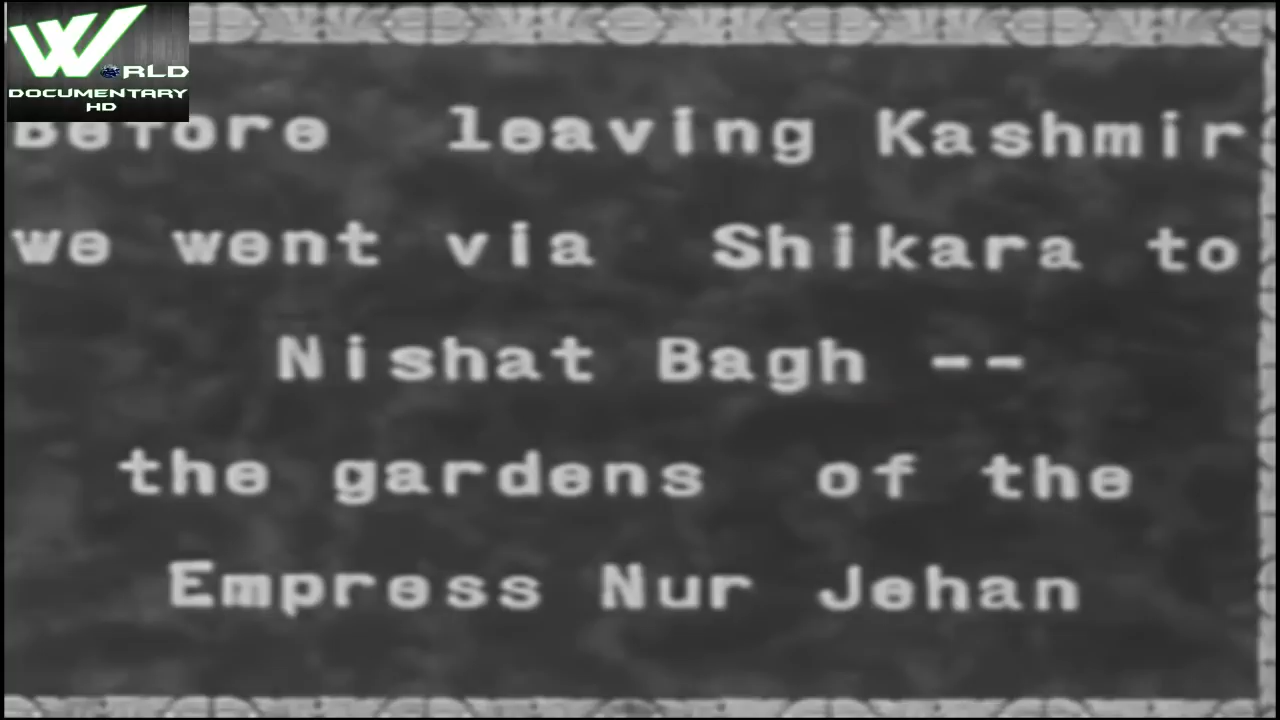 WORLD
DOCUMENTARY
HD
Before leaving Kashmir
we went via Shikara to
Nishat Bagh --
the gardens of the
Empress Nur Jehan